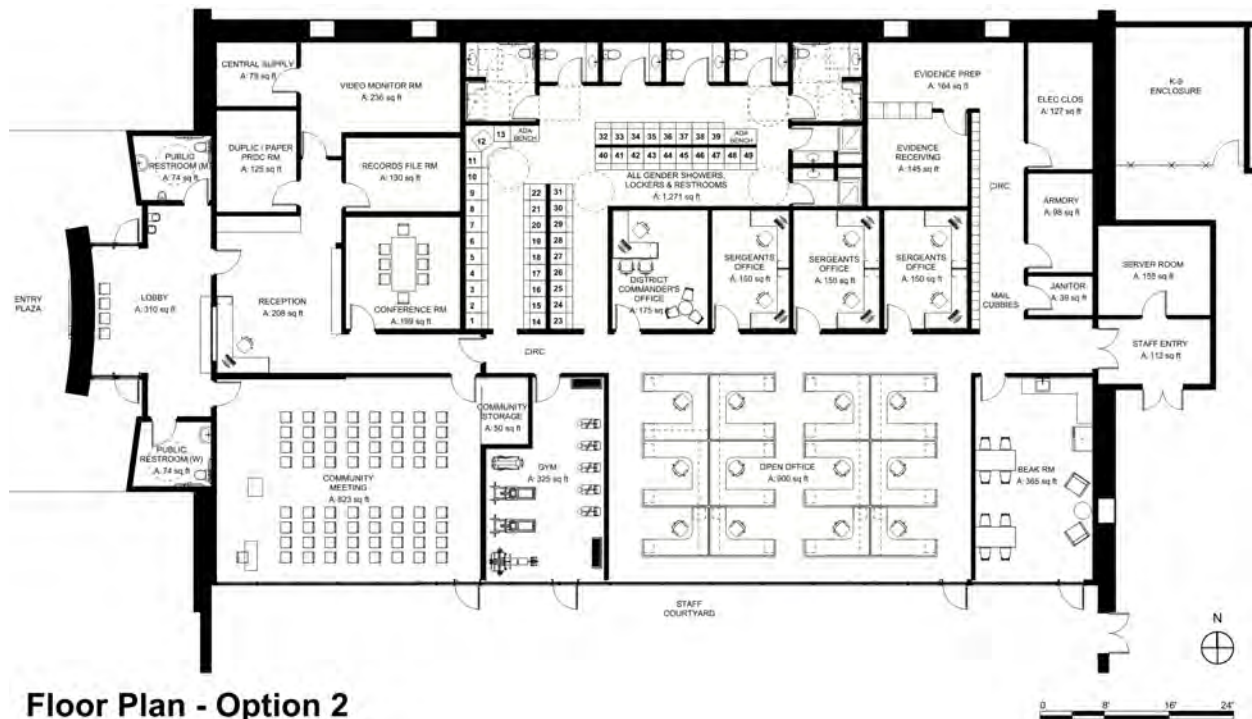 CENTRAL SUPPLY
A: 79 sq ft
VIDEO MONITOR RM
A: 236 sq ft
EVIDENCE PREP
A: 164 sq ft
ELEC CLOS
A: 127 sq ft
K-9
ENCLOSURE
PUBLIC
RESTROOM (M)
A: 74 sq ft
DUPLIC / PAPER
PRDC RM
A: 125 sq ft
RECORDS FILE RM
A: 130 sq ft
12
13
ADA
BENCH
11
10
9
8
7
6
5
4
3
2
1
22
21
20
19
18
17
16
15
14
31
30
29
28
27
26
25
24
23
32 33 34 35 36 37 38 39 ADA
BENCH
40 41 42 43 44 45 46 47 48 49
ALL GENDER SHOWERS,
LOCKERS & RESTROOMS
A: 1,271 sq ft
EVIDENCE
RECEIVING
A: 145 sq ft
CIRC
ARMORY
A: 98 sq ft
ENTRY
PLAZA
LOBBY
A: 310 sq ft
RECEPTION
A: 208 sq ft
CONFERENCE RM
A: 199 sq ft
DISTRICT
COMMANDER'S
OFFICE
A: 175 sq ft
SERGEANTS
OFFICE
A: 150 sq ft
SERGEANTS
OFFICE
A: 150 sq ft
SERGEANTS
OFFICE
A: 150 sq ft
MAIL
CUBBIES
JANITOR
A: 39 sq ft
SERVER ROOM
A: 155 sq ft
CIRC
STAFF ENTRY
A: 112 sq ft
PUBLIC
RESTROOM (W)
A: 74 sq ft
COMMUNITY
MEETING
A: 823 sq ft
COMMUNITY
STORAGE
A: 50 sq ft
GYM
A: 325 sq ft
OPEN OFFICE
A: 900 sq ft
BEAK RM
A: 365 sq ft
STAFF
COURTYARD
N
Floor Plan - Option 2
0 8' 16' 24'